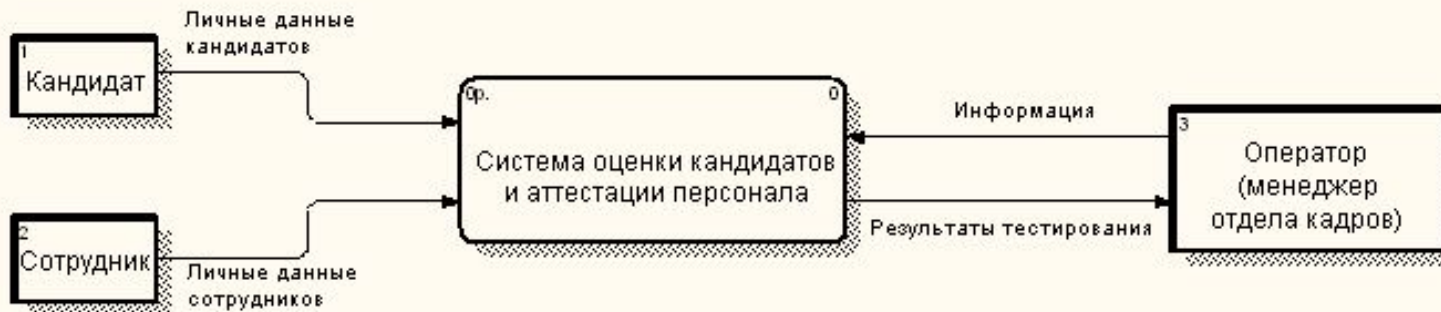 Личные данные
кандидатов
1
Кандидат
0р.
0
Система оценки кандидатов
и аттестации персонала
Информация
Результаты тестирования
3
Оператор
(менеджер
отдела кадров)
2
Сотрудник
Личные данные
сотрудников